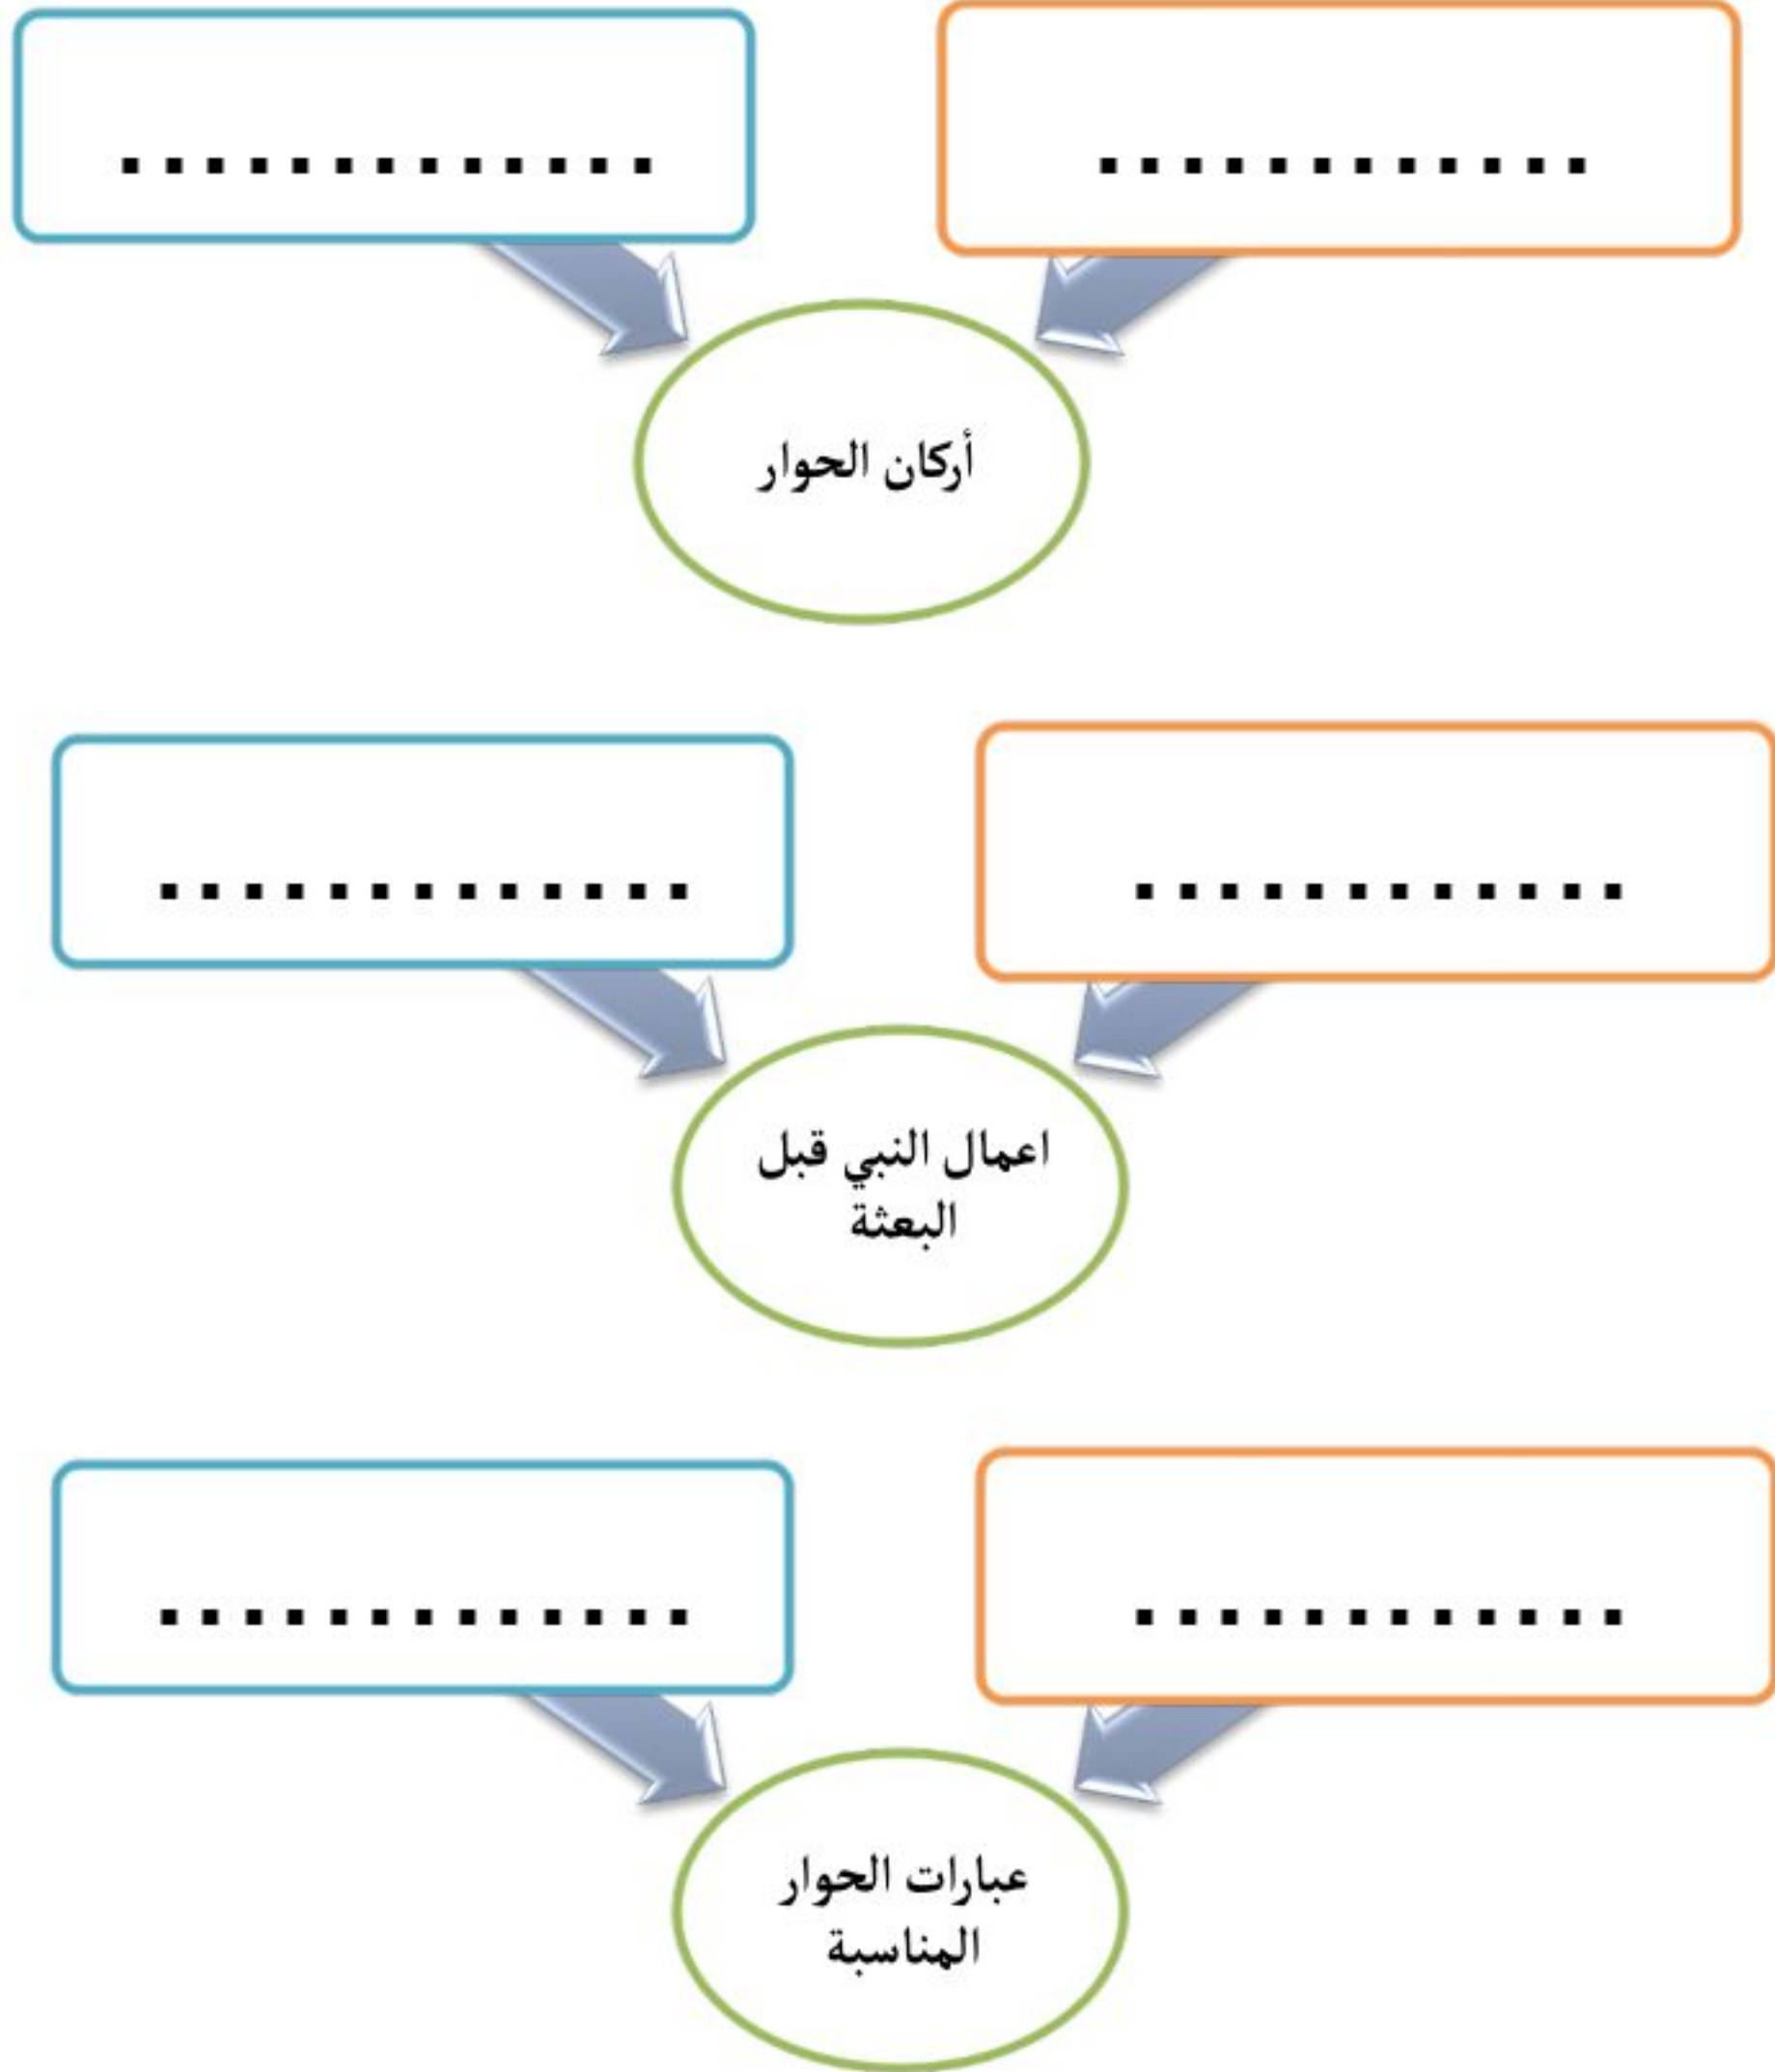 ............ .............
أركان الحوار
............ .............
اعمال النبي قبل
البعثة
............ .............
عبارات الحوار
المناسبة